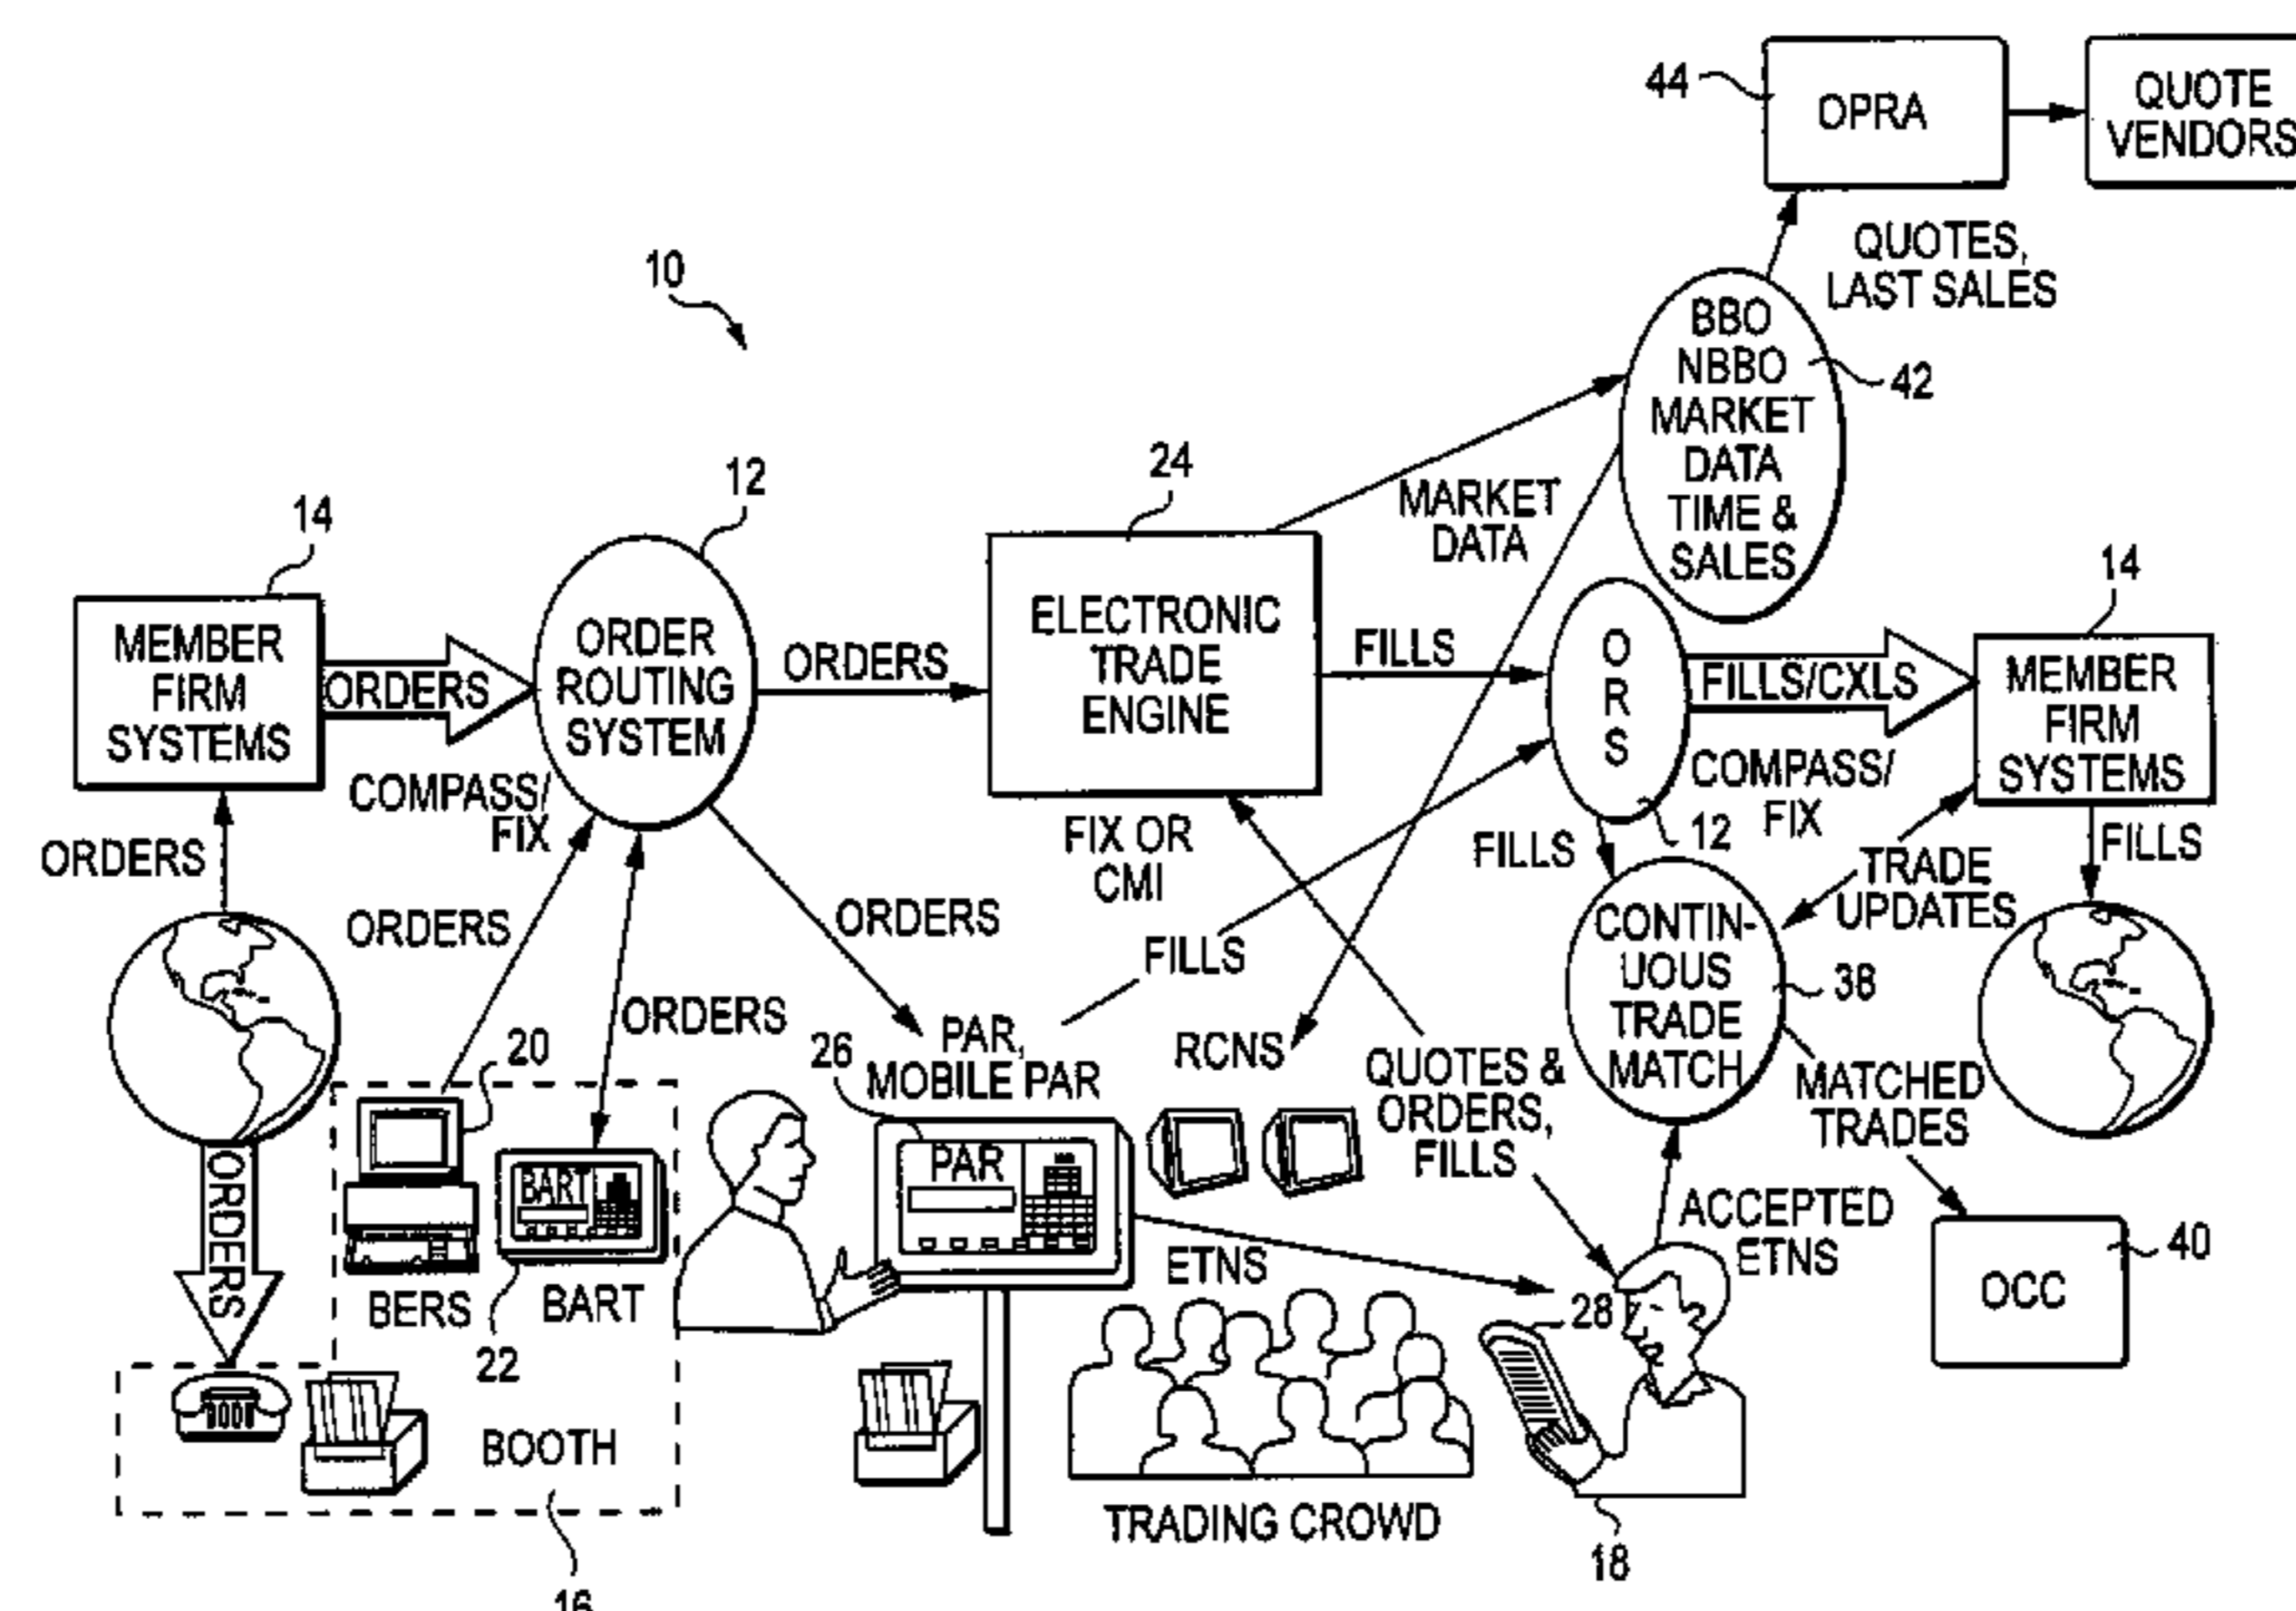 44
OPRA
QUOTE
VENDORS
QUOTES,
LAST SALES
10
BBO
NBBO
MARKET
DATA
TIME &
SALES
42
MARKET
DATA
14
MEMBER
FIRM
SYSTEMS
ORDERS
12
ORDER
ROUTING
SYSTEM
COMPASS/
FIX
ORDERS
24
ELECTRONIC
TRADE
ENGINE
FIX OR
CMI
FILLS
O
R
S
12
FILLS/CXLS
COMPASS/
FIX
14
MEMBER
FIRM
SYSTEMS
FILLS
ORDERS
ORDERS
ORDERS
ORDERS
FILLS
FILLS
TRADE
UPDATES
CONTIN-
UOUS
TRADE
MATCH
38
MATCHED
TRADES
OCC
40
ORDERS
20
BERS
BART
22
BART
BOOTH
16
PAR,
MOBILE PAR
26
PAR
RCNS
QUOTES &
ORDERS,
FILLS
ETNS
ACCEPTED
ETNS
28
18
TRADING CROWD